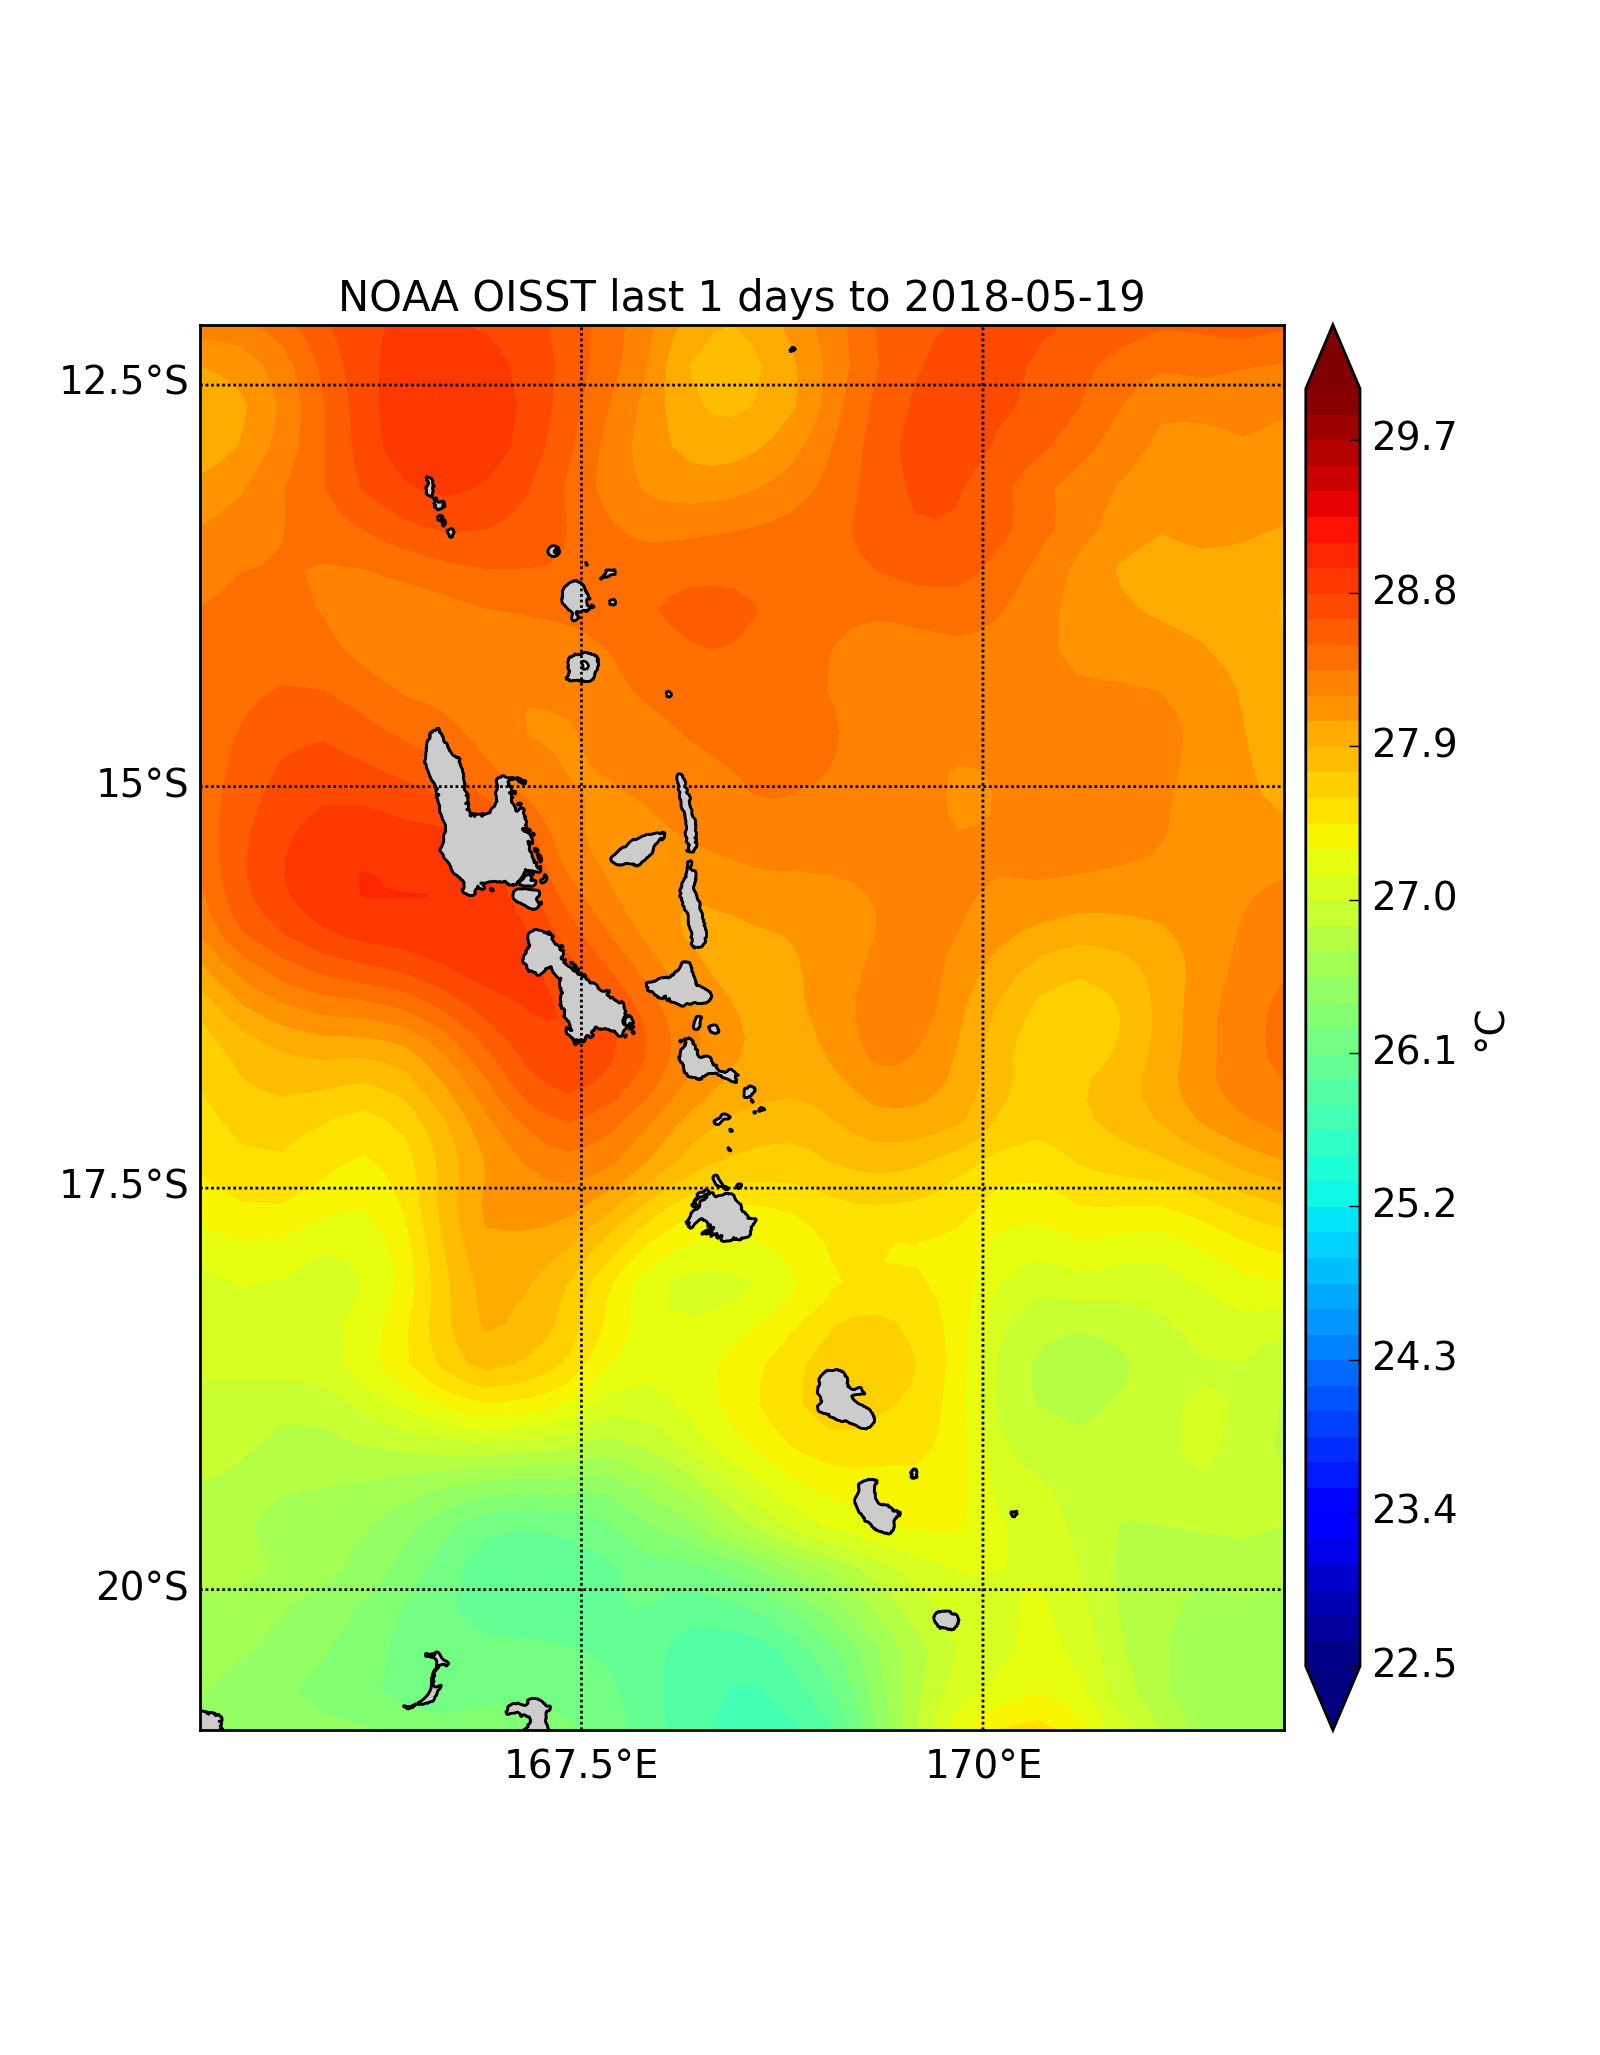 NOAA OISST last 1 days to 2018-05-19
12.5°S
15°S
17.5°S
20°S
167.5°E
170°E
29.7
28.8
27.9
27.0
26.1
25.2
24.3
23.4
22.5
°C